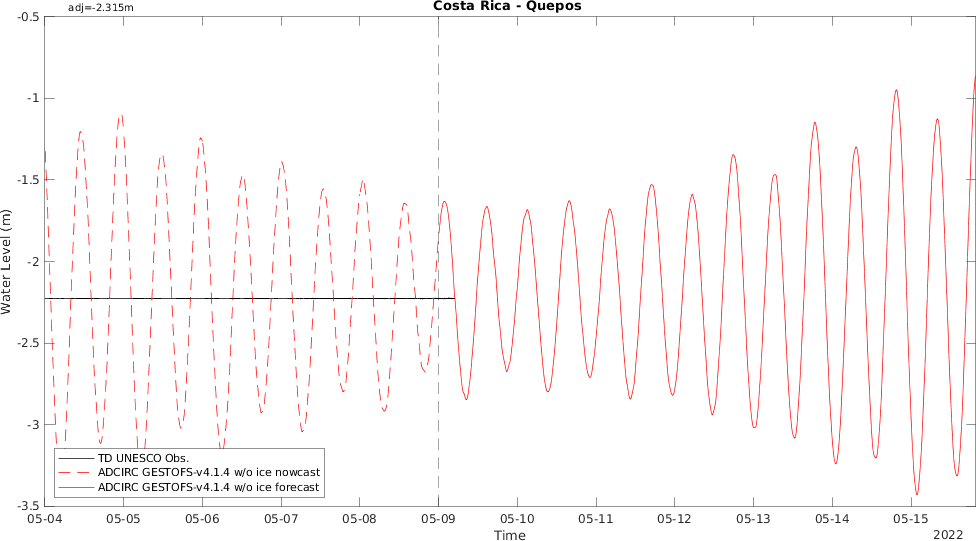 adj=-2.315m
Costa Rica - Quepos
-0.5
-1
-1.5
-2
-2.5
-3
-3.5
Water Level (m)
TD UNESCO Obs.
ADCIRC GESTOFS-v4.1.4 w/o ice nowcast
ADCIRC GESTOFS-v4.1.4 w/o ice forecast
05-04 05-05 05-06 05-07 05-08 05-09 05-10 05-11 05-12 05-13 05-14 05-15
Time
2022